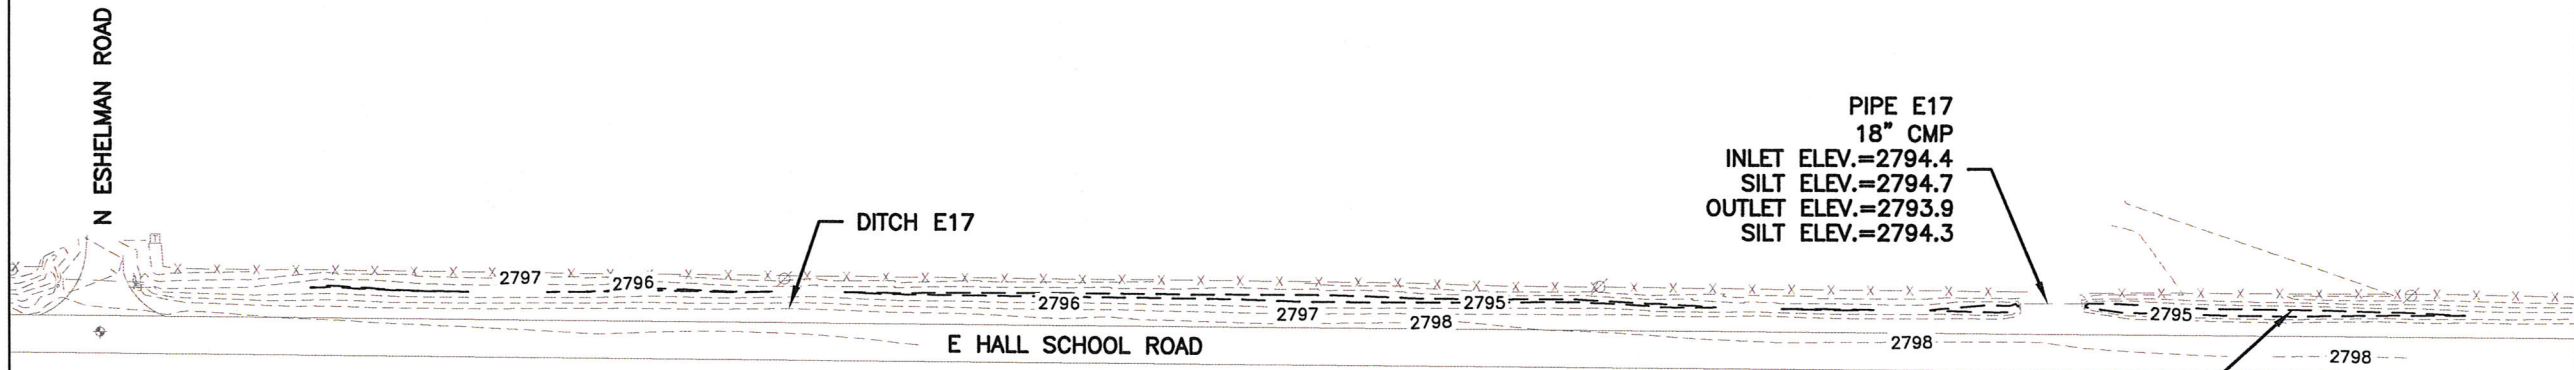 N ESHELMAN ROAD
PIPE E17
18" CMP
INLET ELEV.=2794.4
SILT ELEV.=2794.7
OUTLET ELEV.=2793.9
SILT ELEV.=2794.3
DITCH E17
2797
2796
2796
2797
2798
2795
2795
2798
2798
E HALL SCHOOL ROAD
T
X X X X X X X X X X X X X X X X X X X X X X X X X X X X X X X X X X X X X X X X X X X X X X X X X X X X X X X X X X